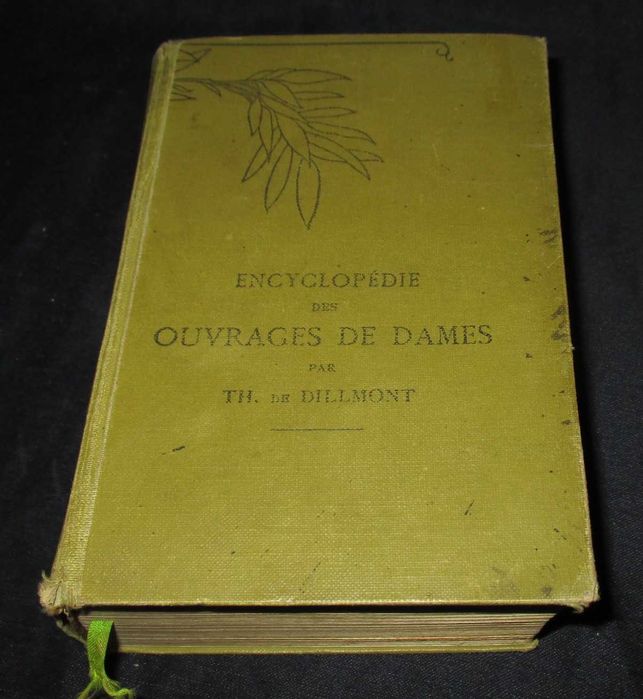 ENCYCLOPÉDIE
DES
OUVRAGES DE DAMES
PAR
TH. DE DILLMONT